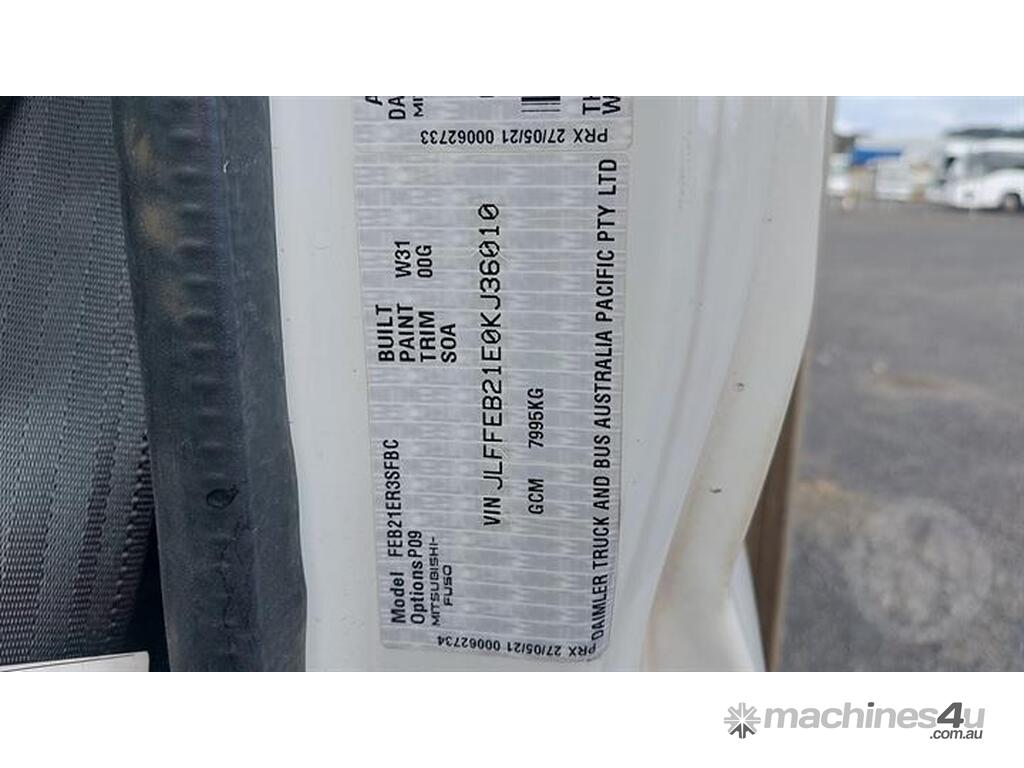 PRX 27/05/21 00062733
Model FEB21ER3SFBC
Options P09
MITSUBISHI-
FUSO
BUILT
PAINT W31
TRIM 00G
SOA
VIN JLFFEB21E0KJ36010
GCM 7995KG
DAIMLER TRUCK AND BUS AUSTRALIA PACIFIC PTY LTD
PRX 27/05/21 00062734
machines4u
.com.au